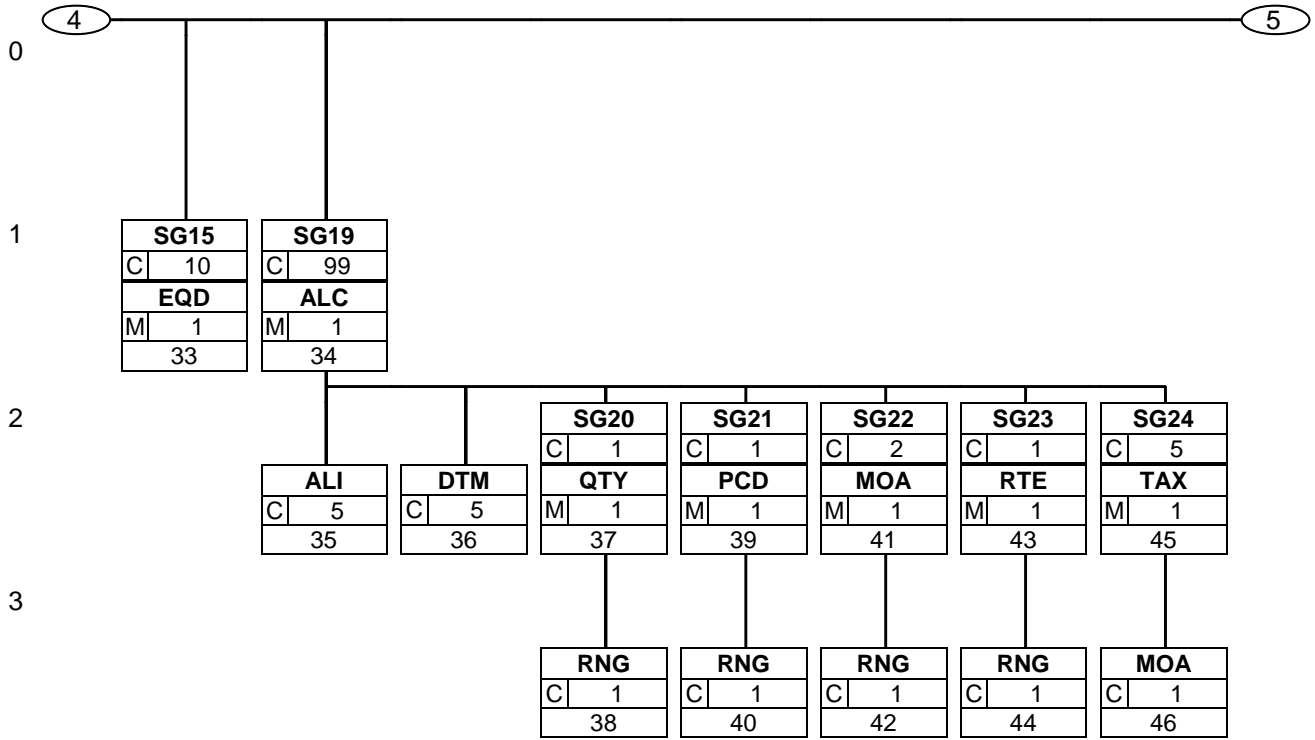 4 5
0
1
SG15 SG19
C 10 C 99
EQD ALC
M 1 M 1
33 34
2
SG20 SG21 SG22 SG23 SG24
C 1 C 1 C 2 C 1 C 5
ALI DTM QTY PCD MOA RTE TAX
C 5 C 5 M 1 M 1 M 1 M 1 M 1
35 36 37 39 41 43 45
3
RNG RNG RNG RNG MOA
C 1 C 1 C 1 C 1 C 1
38 40 42 44 46